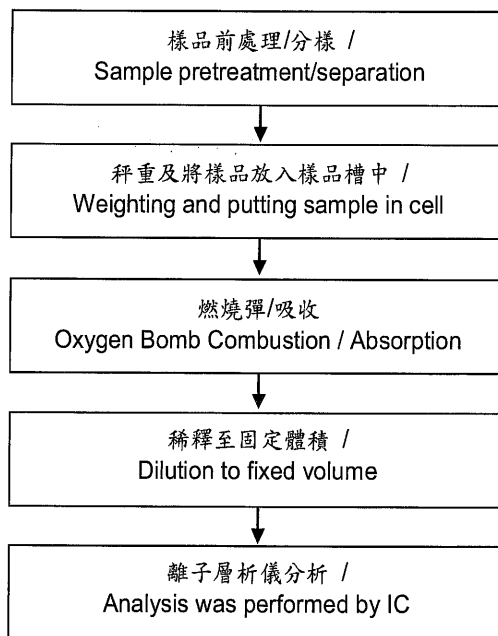 樣品前處理/分樣 /
Sample pretreatment/separation
秤重及將樣品放入樣品槽中 /
Weighting and putting sample in cell
燃燒彈/吸收
Oxygen Bomb Combustion / Absorption
稀釋至固定體積 /
Dilution to fixed volume
離子層析儀分析 /
Analysis was performed by IC